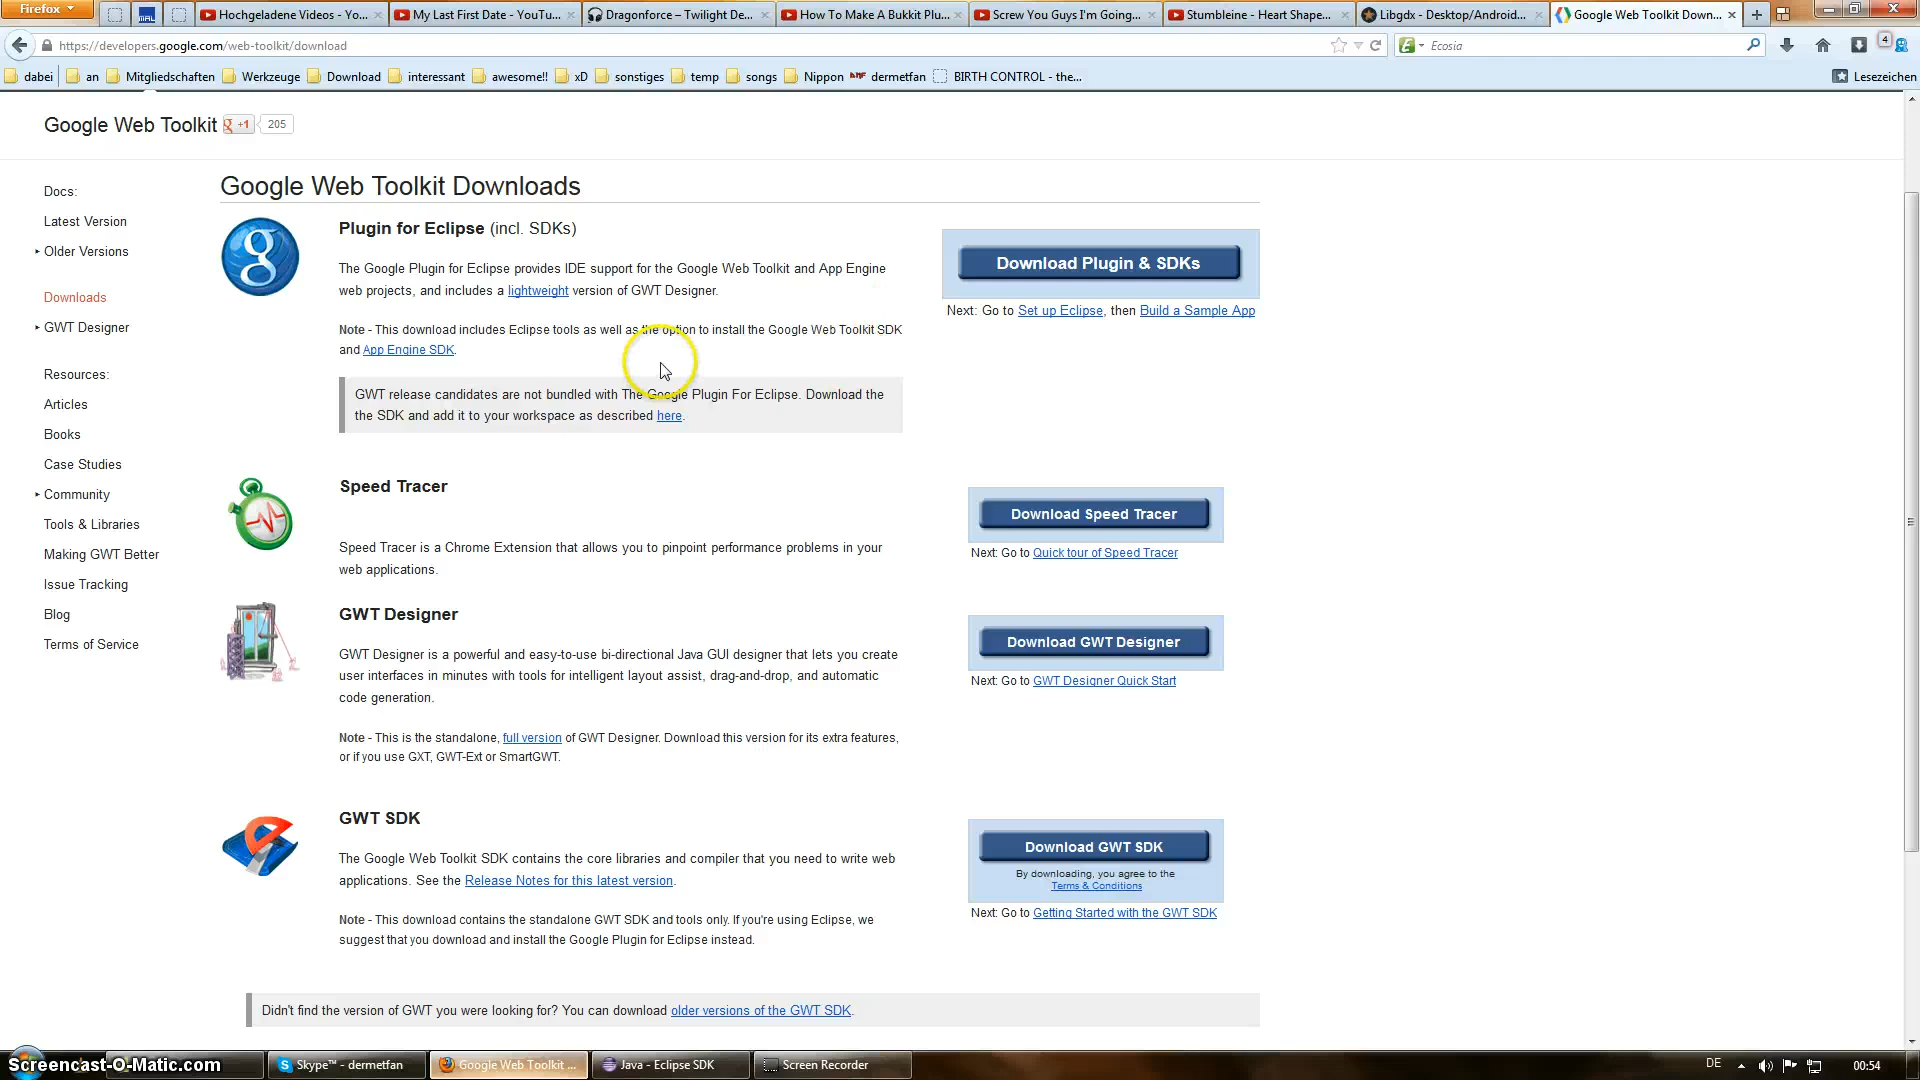 Firefox
Hochgeladene Videos - Yo...
My Last First Date - YouTu...
Dragonforce – Twilight De...
How To Make A Bukkit Plu...
Screw You Guys I'm Going...
Stumbleine - Heart Shape...
Libgdx - Desktop/Android...
Google Web Toolkit Down...
https://developers.google.com/web-toolkit/download
Ecosia
4
dabei
an
Mitgliedschaften
Werkzeuge
Download
interessant
awesome!!
xD
sonstiges
temp
songs
Nippon
dermetfan
BIRTH CONTROL - the...
Lesezeichen
Google Web Toolkit
+1
205
Docs:
Latest Version
Older Versions
Downloads
GWT Designer
Resources:
Articles
Books
Case Studies
Community
Tools & Libraries
Making GWT Better
Issue Tracking
Blog
Terms of Service
Google Web Toolkit Downloads
Plugin for Eclipse (incl. SDKs)
The Google Plugin for Eclipse provides IDE support for the Google Web Toolkit and App Engine
web projects, and includes a lightweight version of GWT Designer.
Note - This download includes Eclipse tools as well as the option to install the Google Web Toolkit SDK
and App Engine SDK.
GWT release candidates are not bundled with The Google Plugin For Eclipse. Download the
the SDK and add it to your workspace as described here.
Download Plugin & SDKs
Next: Go to Set up Eclipse, then Build a Sample App
Speed Tracer
Speed Tracer is a Chrome Extension that allows you to pinpoint performance problems in your
web applications.
Download Speed Tracer
Next: Go to Quick tour of Speed Tracer
GWT Designer
GWT Designer is a powerful and easy-to-use bi-directional Java GUI designer that lets you create
user interfaces in minutes with tools for intelligent layout assist, drag-and-drop, and automatic
code generation.
Note - This is the standalone, full version of GWT Designer. Download this version for its extra features,
or if you use GXT, GWT-Ext or SmartGWT.
Download GWT Designer
Next: Go to GWT Designer Quick Start
GWT SDK
The Google Web Toolkit SDK contains the core libraries and compiler that you need to write web
applications. See the Release Notes for this latest version.
Note - This download contains the standalone GWT SDK and tools only. If you're using Eclipse, we
suggest that you download and install the Google Plugin for Eclipse instead.
Download GWT SDK
By downloading, you agree to the
Terms & Conditions
Next: Go to Getting Started with the GWT SDK
Didn't find the version of GWT you were looking for? You can download older versions of the GWT SDK.
Screencast-O-Matic.com
Skype™ - dermetfan
Google Web Toolkit ...
Java - Eclipse SDK
Screen Recorder
DE
00:54